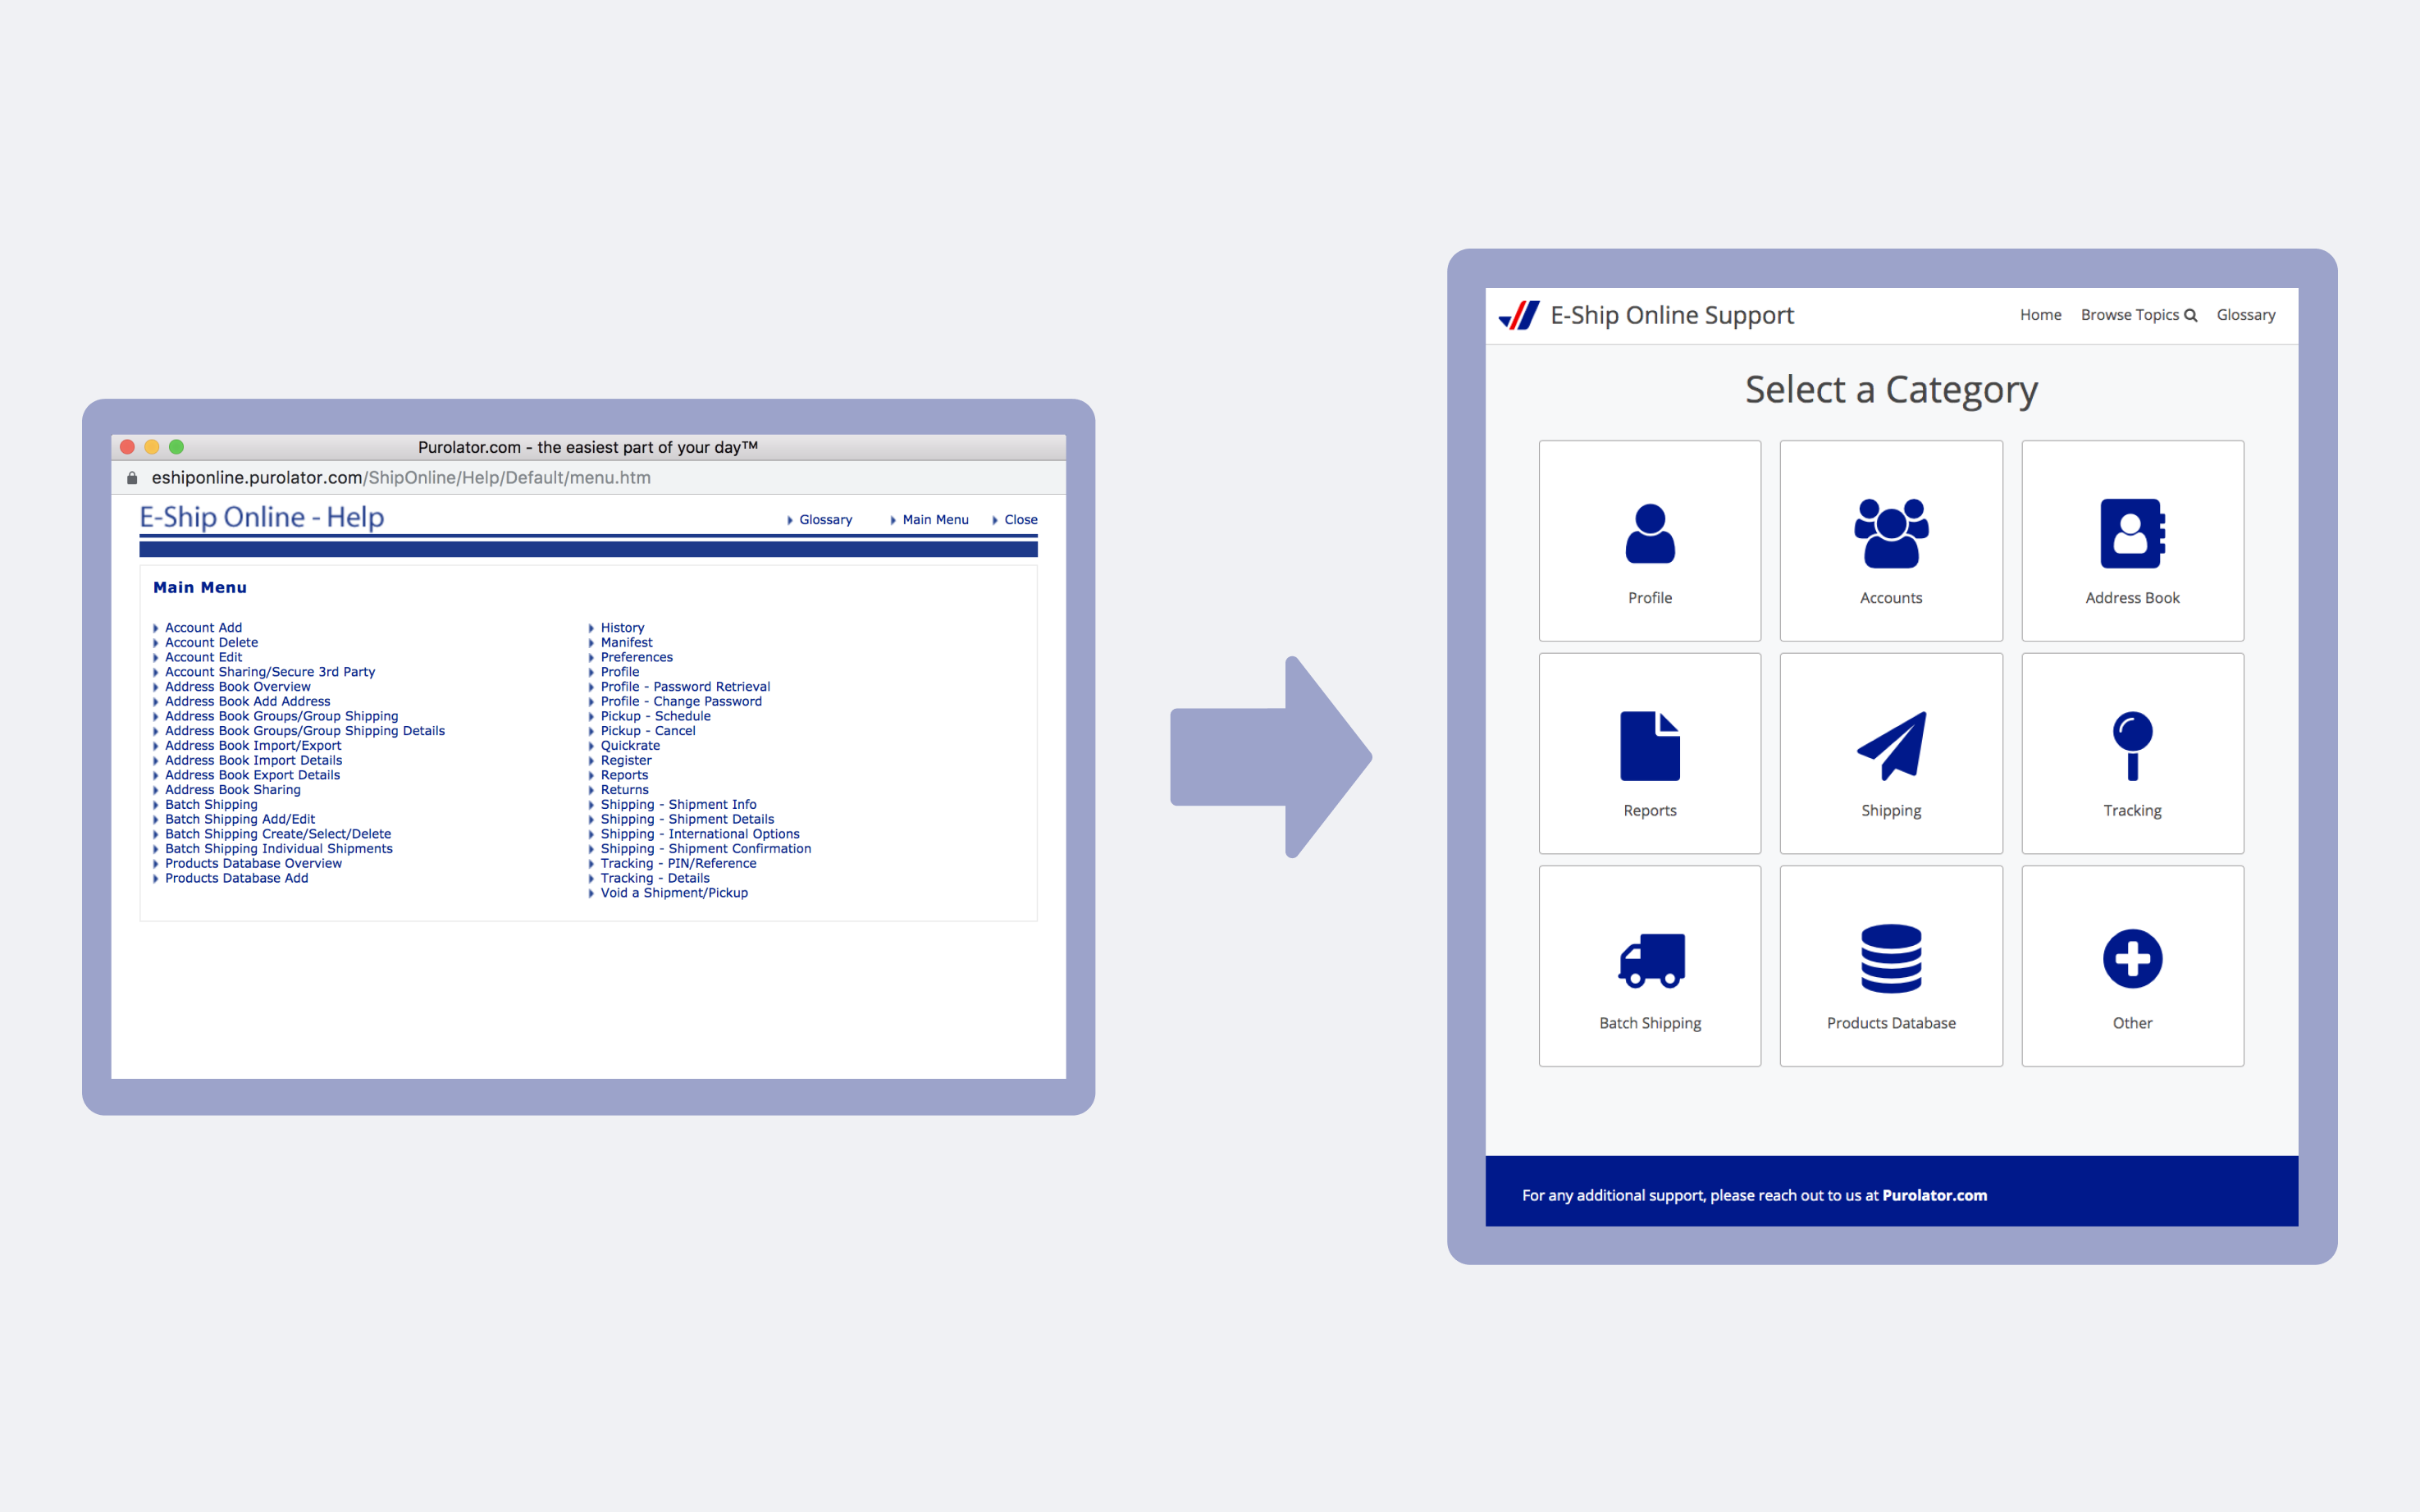 Purolator.com - the easiest part of your day™
eshiponline.purolator.com/ShipOnline/Help/Default/menu.htm
E-Ship Online - Help
Glossary
Main Menu
Close
Main Menu
Account Add
Account Delete
Account Edit
Account Sharing/Secure 3rd Party
Address Book Overview
Address Book Add Address
Address Book Groups/Group Shipping
Address Book Groups/Group Shipping Details
Address Book Import/Export
Address Book Import Details
Address Book Export Details
Address Book Sharing
Batch Shipping
Batch Shipping Add/Edit
Batch Shipping Create/Select/Delete
Batch Shipping Individual Shipments
Products Database Overview
Products Database Add
History
Manifest
Preferences
Profile
Profile - Password Retrieval
Profile - Change Password
Pickup - Schedule
Pickup - Cancel
Quickrate
Register
Reports
Returns
Shipping - Shipment Info
Shipping - Shipment Details
Shipping - International Options
Shipping - Shipment Confirmation
Tracking - PIN/Reference
Tracking - Details
Void a Shipment/Pickup
E-Ship Online Support
Home
Browse Topics
Glossary
Select a Category
Profile
Accounts
Address Book
Reports
Shipping
Tracking
Batch Shipping
Products Database
Other
For any additional support, please reach out to us at Purolator.com